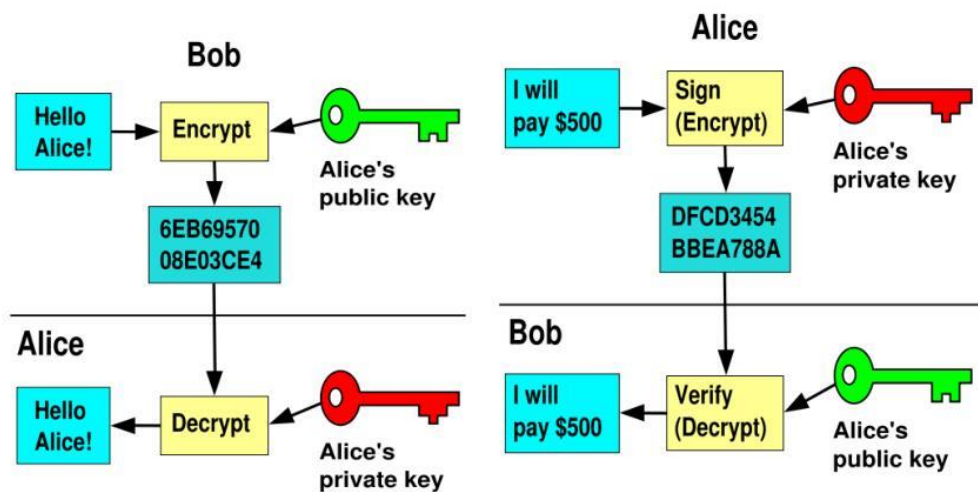 Bob
Hello
Alice!
Encrypt
Alice's
public key
6EB69570
08E03CE4
Alice
Hello
Alice!
Decrypt
Alice's
private key
Alice
I will
pay $500
Sign
(Encrypt)
Alice's
private key
DFCD3454
BBEA788A
Bob
I will
pay $500
Verify
(Decrypt)
Alice's
public key